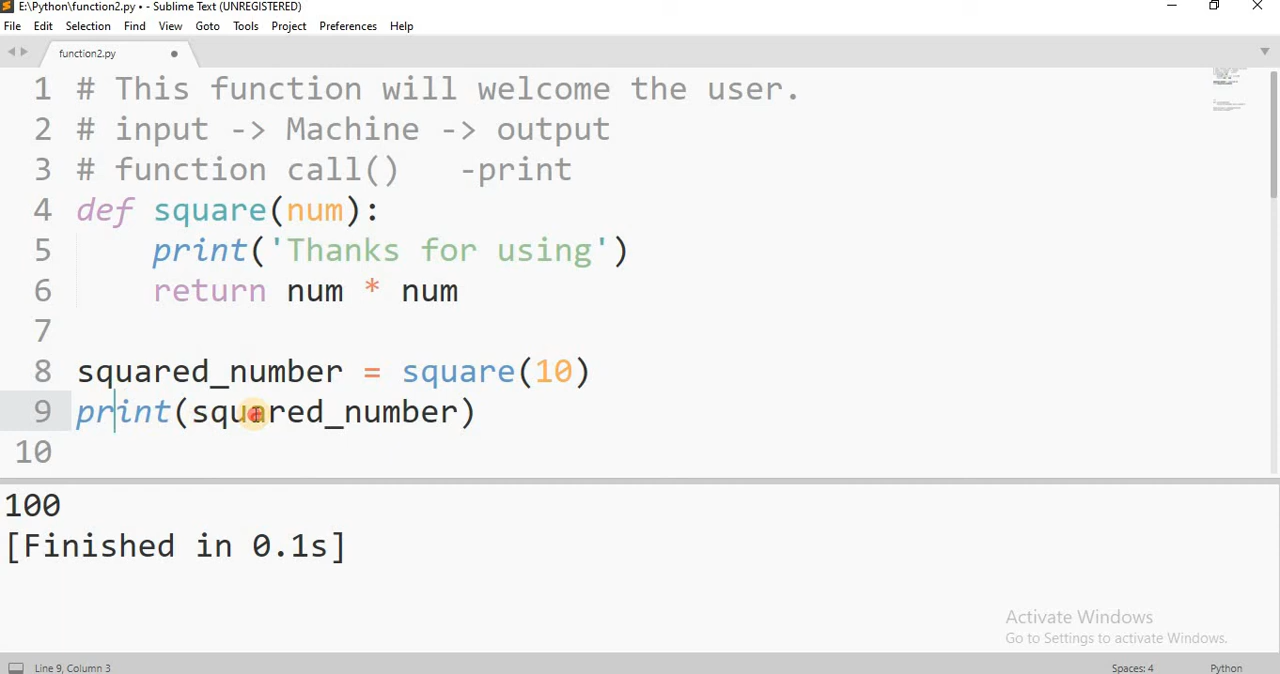 E:\Python\function2.py • - Sublime Text (UNREGISTERED)
File Edit Selection Find View Goto Tools Project Preferences Help
function2.py
1 # This function will welcome the user.
2 # input -> Machine -> output
3 # function call()   -print
4 def square(num):
5     print('Thanks for using')
6     return num * num
7
8 squared_number = square(10)
9 print(squared_number)
10
100
[Finished in 0.1s]
Activate Windows
Go to Settings to activate Windows.
Line 9, Column 3 Spaces: 4 Python